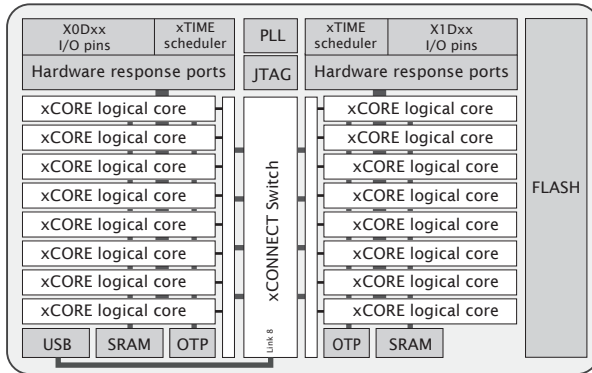 X0Dxx
I/O pins
xTIME
scheduler
PLL
xTIME
scheduler
X1Dxx
I/O pins
Hardware response ports
JTAG
Hardware response ports
xCORE logical core
xCORE logical core
xCORE logical core
xCORE logical core
xCORE logical core
xCORE logical core
xCORE logical core
xCORE logical core
USB
SRAM
OTP
xCONNECT Switch
Link 8
xCORE logical core
xCORE logical core
xCORE logical core
xCORE logical core
xCORE logical core
xCORE logical core
xCORE logical core
xCORE logical core
OTP
SRAM
FLASH